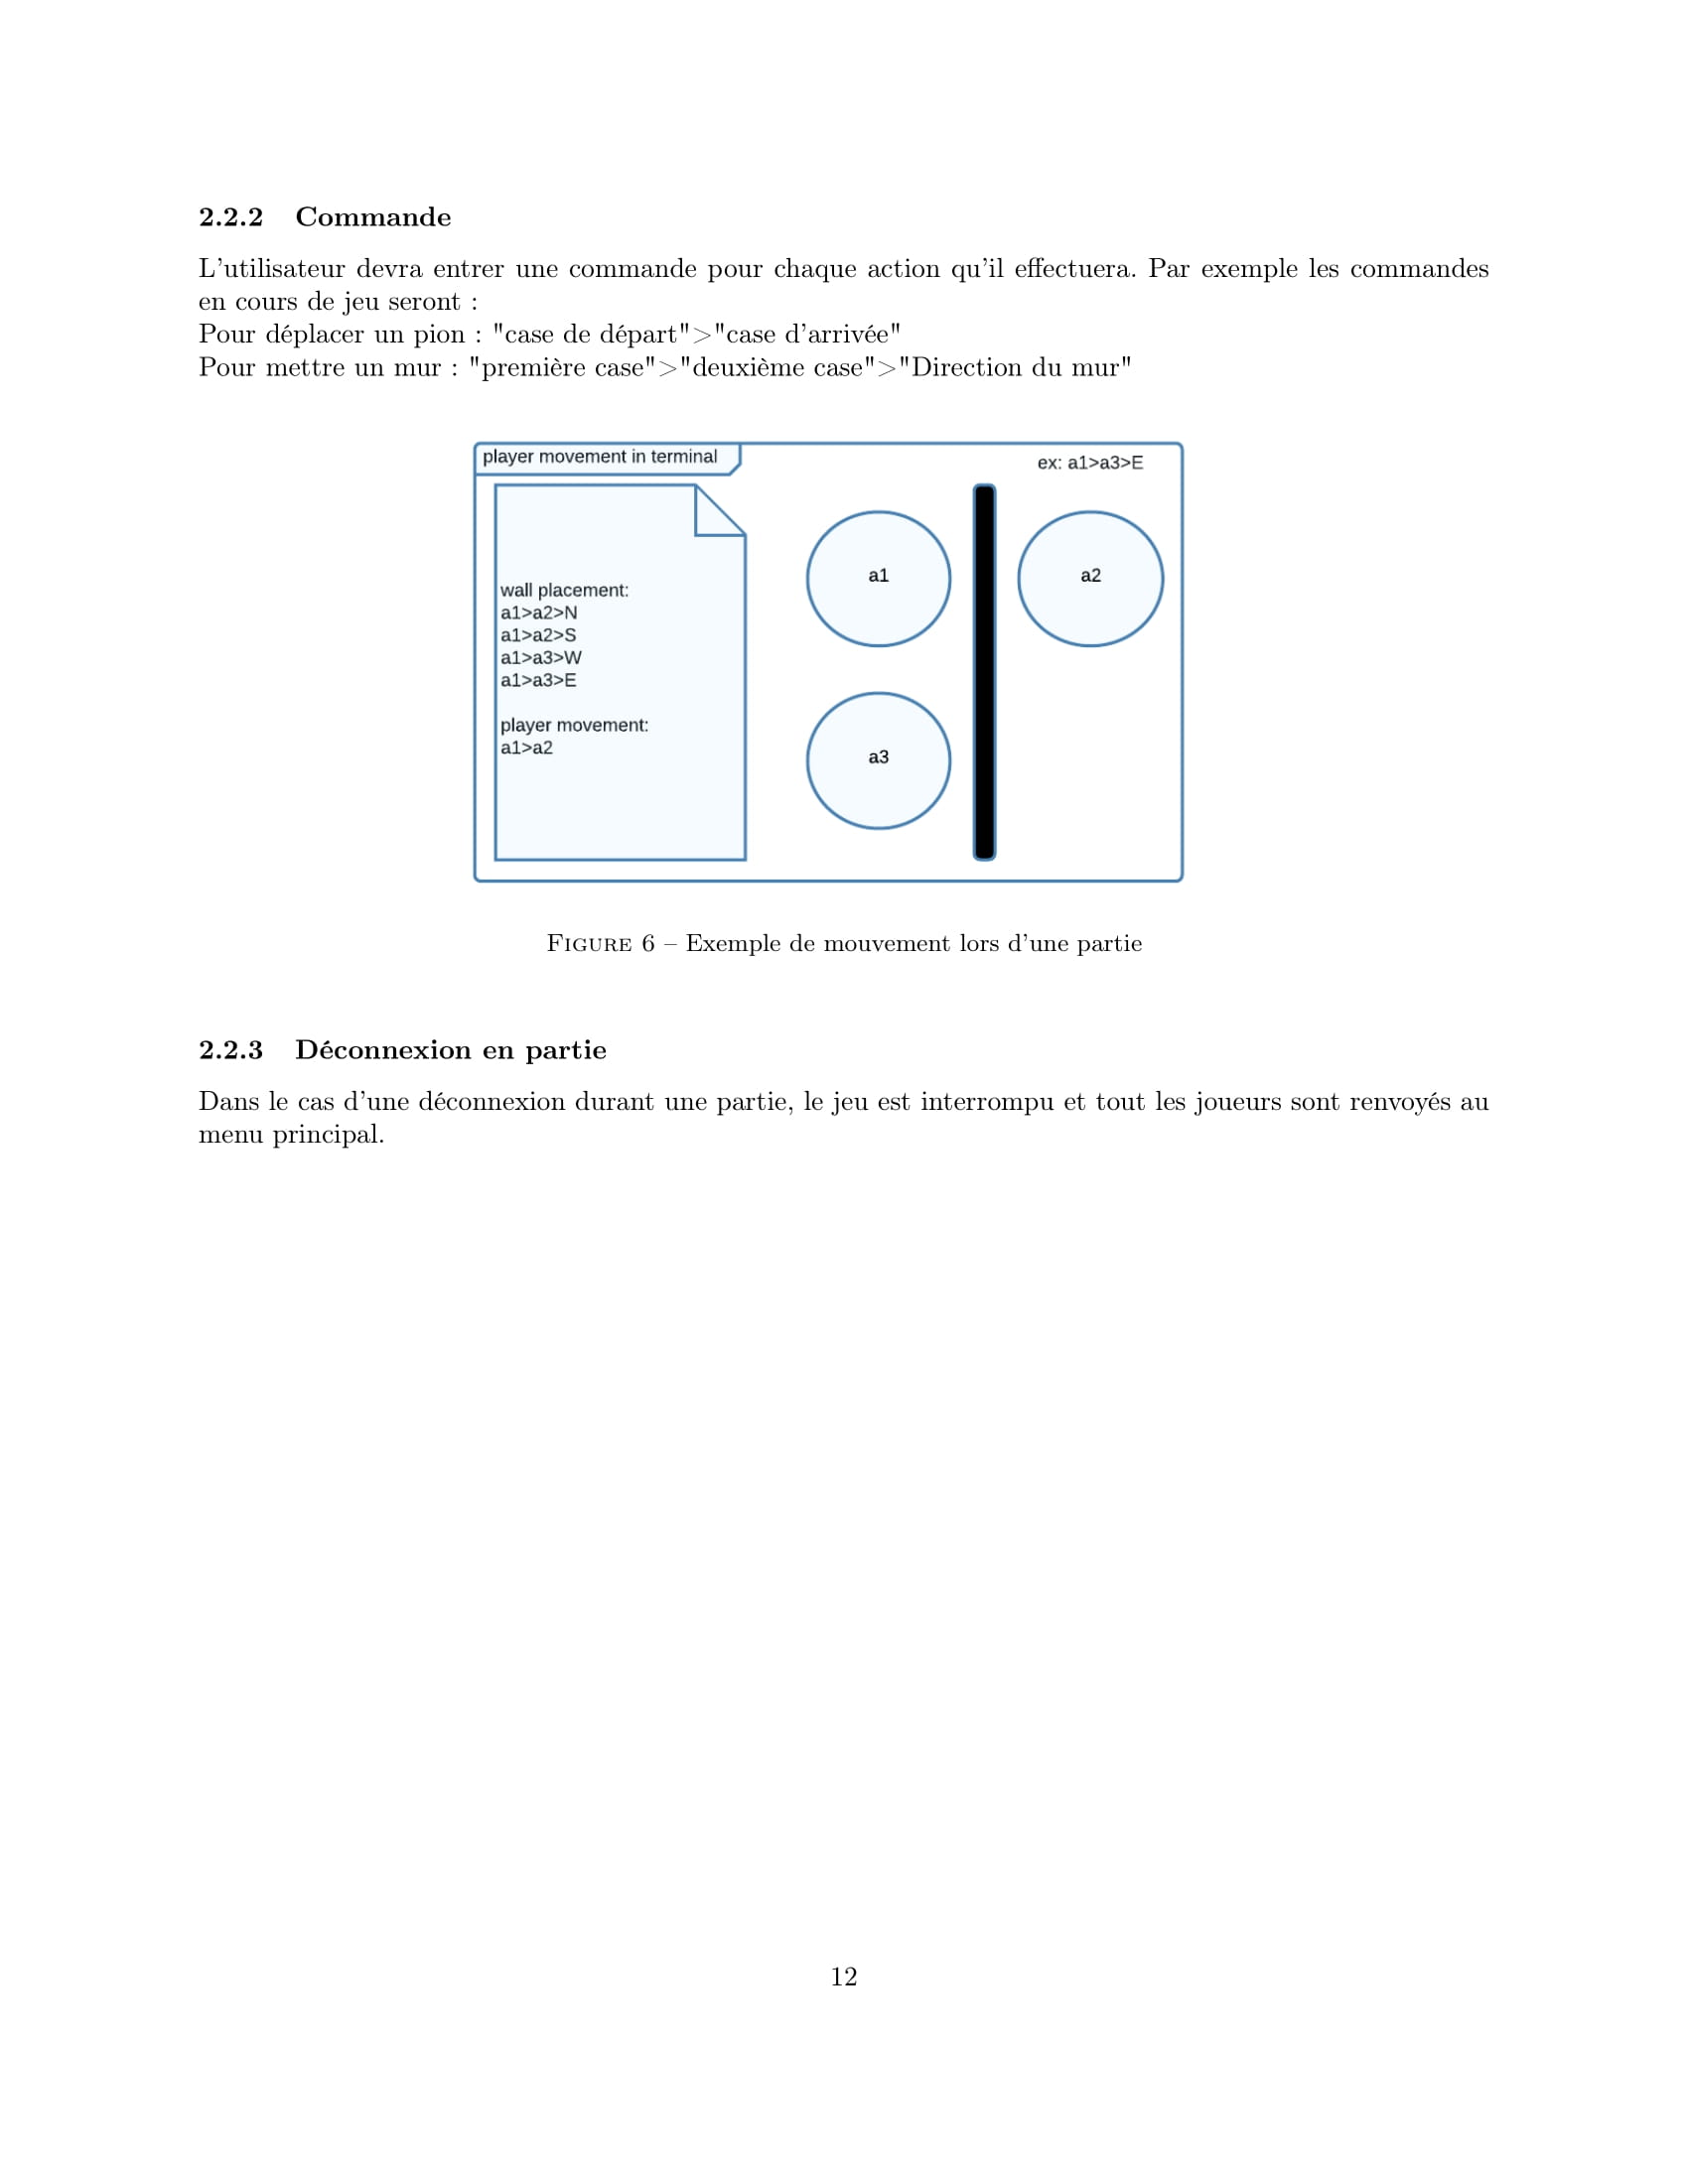 2.2.2 Commande
L'utilisateur devra entrer une commande pour chaque action qu'il effectuera. Par exemple les commandes
en cours de jeu seront :
Pour déplacer un pion : "case de départ">"case d'arrivée"
Pour mettre un mur : "première case">"deuxième case">"Direction du mur"
player movement in terminal
ex: a1>a3>E
wall placement:
a1>a2>N
a1>a2>S
a1>a3>W
a1>a3>E
player movement:
a1>a2
a1
a2
a3
Figure 6 – Exemple de mouvement lors d'une partie
2.2.3 Déconnexion en partie
Dans le cas d'une déconnexion durant une partie, le jeu est interrompu et tout les joueurs sont renvoyés au
menu principal.
12